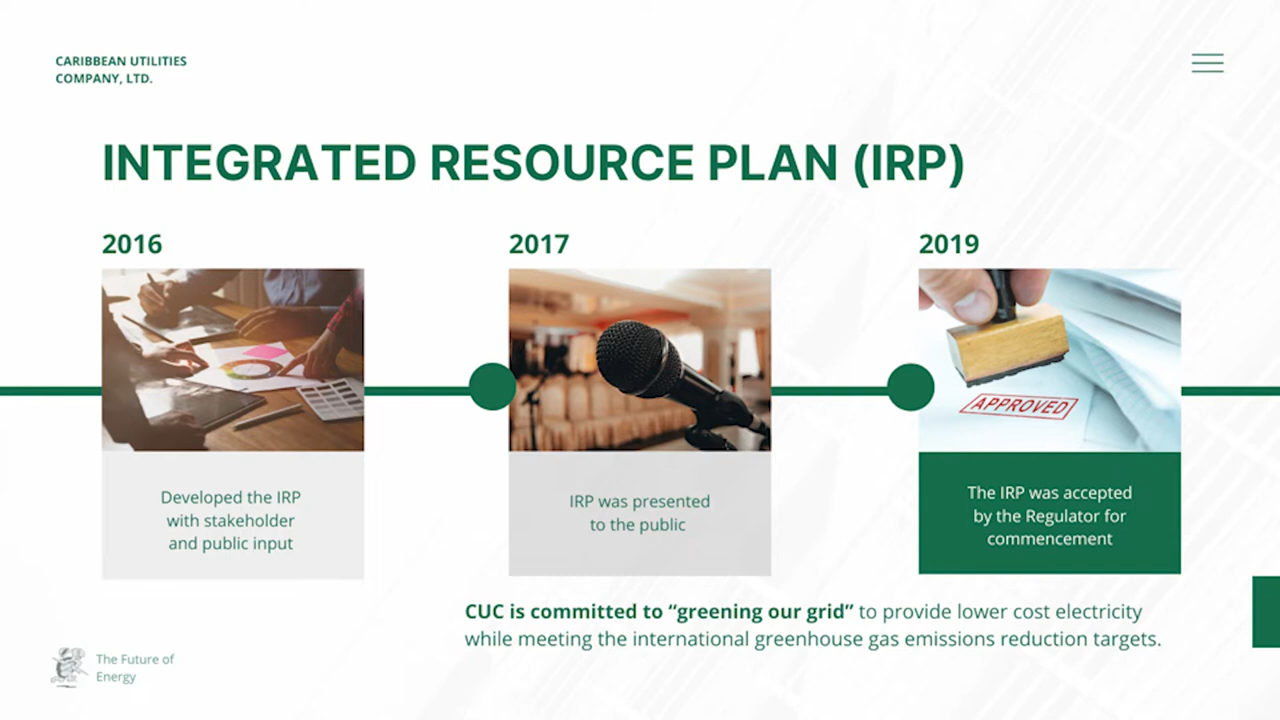 CARIBBEAN UTILITIES
COMPANY, LTD.
INTEGRATED RESOURCE PLAN (IRP)
2016
2017
2019
APPROVED
Developed the IRP
with stakeholder
and public input
IRP was presented
to the public
The IRP was accepted
by the Regulator for
commencement
CUC is committed to “greening our grid” to provide lower cost electricity
while meeting the international greenhouse gas emissions reduction targets.
The Future of
Energy